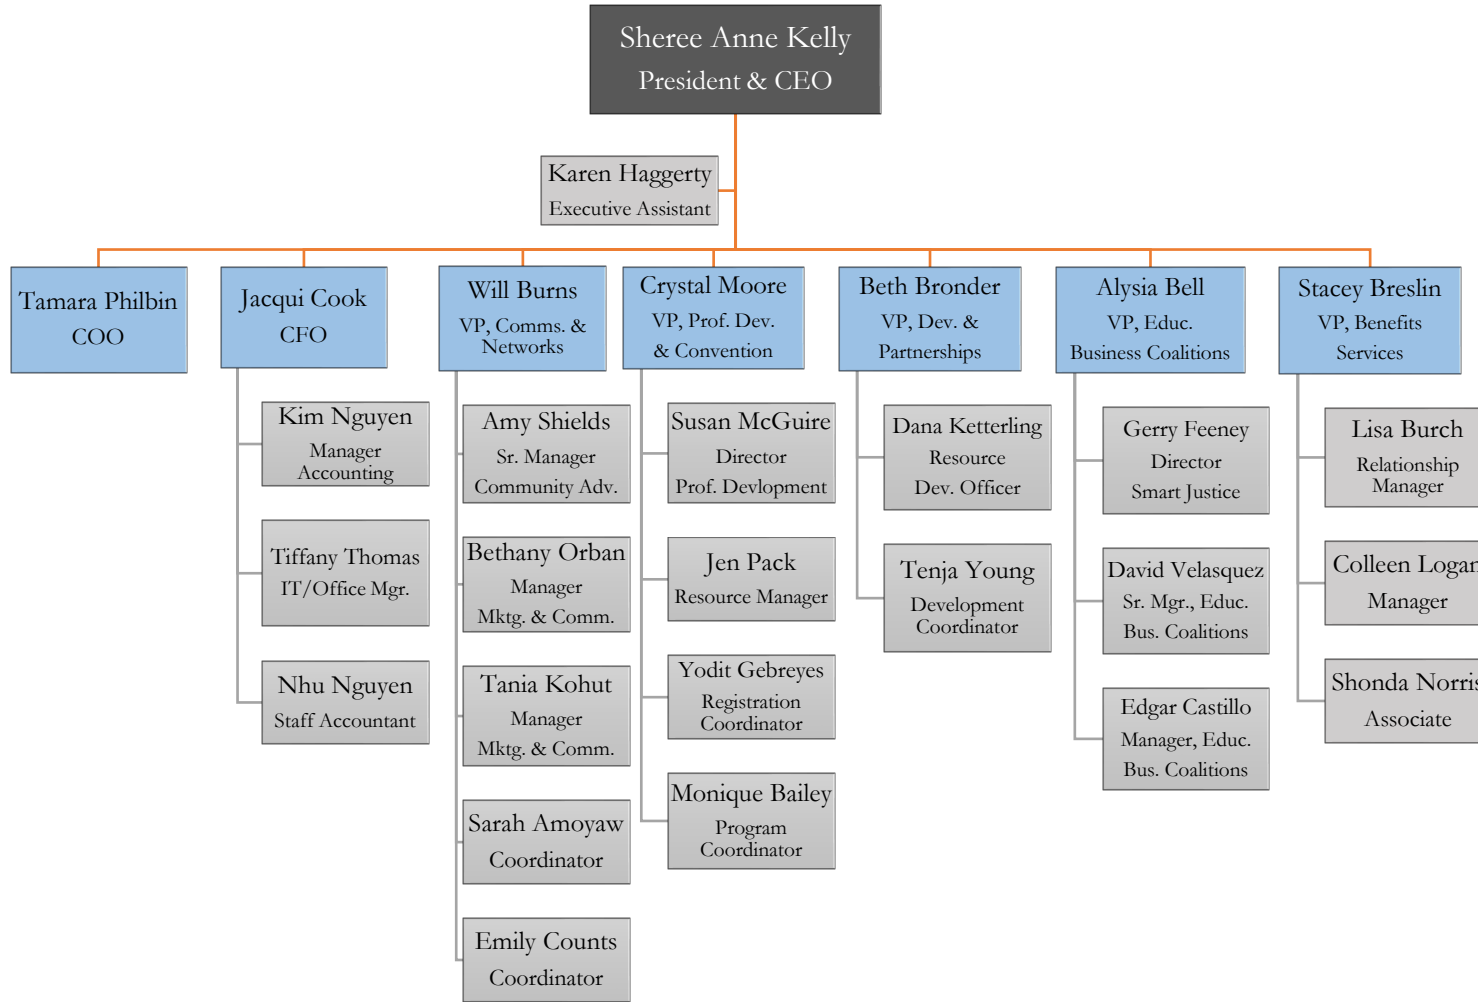 Sheree Anne Kelly
President & CEO
Karen Haggerty
Executive Assistant
Tamara Philbin
COO
Jacqui Cook
CFO
Will Burns
VP, Comms. &
Networks
Crystal Moore
VP, Prof. Dev.
& Convention
Beth Bronder
VP, Dev. &
Partnerships
Alysia Bell
VP, Educ.
Business Coalitions
Stacey Breslin
VP, Benefits
Services
Kim Nguyen
Manager
Accounting
Tiffany Thomas
IT/Office Mgr.
Nhu Nguyen
Staff Accountant
Amy Shields
Sr. Manager
Community Adv.
Bethany Orban
Manager
Mktg. & Comm.
Tania Kohut
Manager
Mktg. & Comm.
Sarah Amoyaw
Coordinator
Emily Counts
Coordinator
Susan McGuire
Director
Prof. Devlopment
Jen Pack
Resource Manager
Yodit Gebreyes
Registration
Coordinator
Monique Bailey
Program
Coordinator
Dana Ketterling
Resource
Dev. Officer
Tenja Young
Development
Coordinator
Gerry Feeney
Director
Smart Justice
David Velasquez
Sr. Mgr., Educ.
Bus. Coalitions
Edgar Castillo
Manager, Educ.
Bus. Coalitions
Lisa Burch
Relationship
Manager
Colleen Logan
Manager
Shonda Norris
Associate